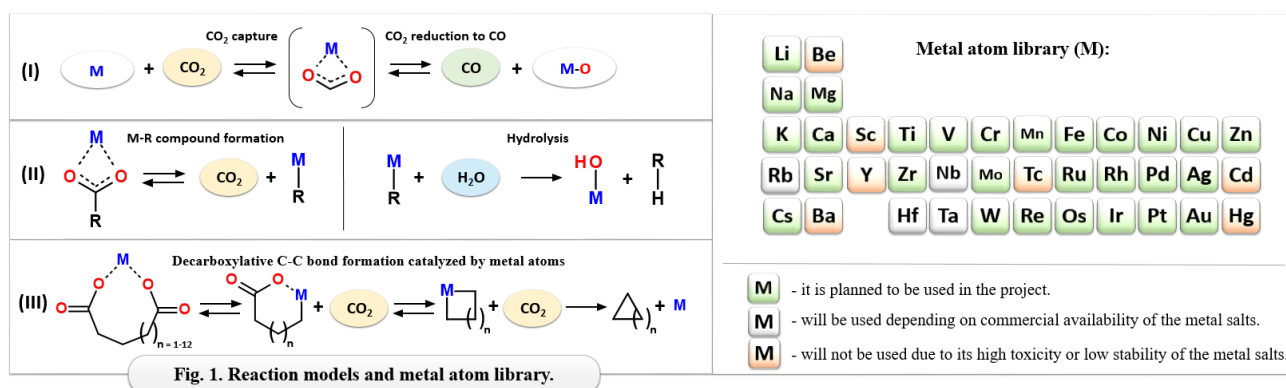 CO2 capture
CO2 reduction to CO
(I) M + CO2 M O O CO + M-O
M-R compound formation
Hydrolysis
(II) M O O R CO2 + M R
M R + H2O HO M + R H
Decarboxylative C-C bond formation catalyzed by metal atoms
(III) M O O O O ( )n = 1-12 O O M ( )n + CO2 M ( )n + CO2 ( )n + M
Fig. 1. Reaction models and metal atom library.
Metal atom library (M):
Li Be
Na Mg
K Ca Sc Ti V Cr Mn Fe Co Ni Cu Zn
Rb Sr Y Zr Nb Mo Tc Ru Rh Pd Ag Cd
Cs Ba Hf Ta W Re Os Ir Pt Au Hg
M - it is planned to be used in the project.
M - will be used depending on commercial availability of the metal salts.
M - will not be used due to its high toxicity or low stability of the metal salts.